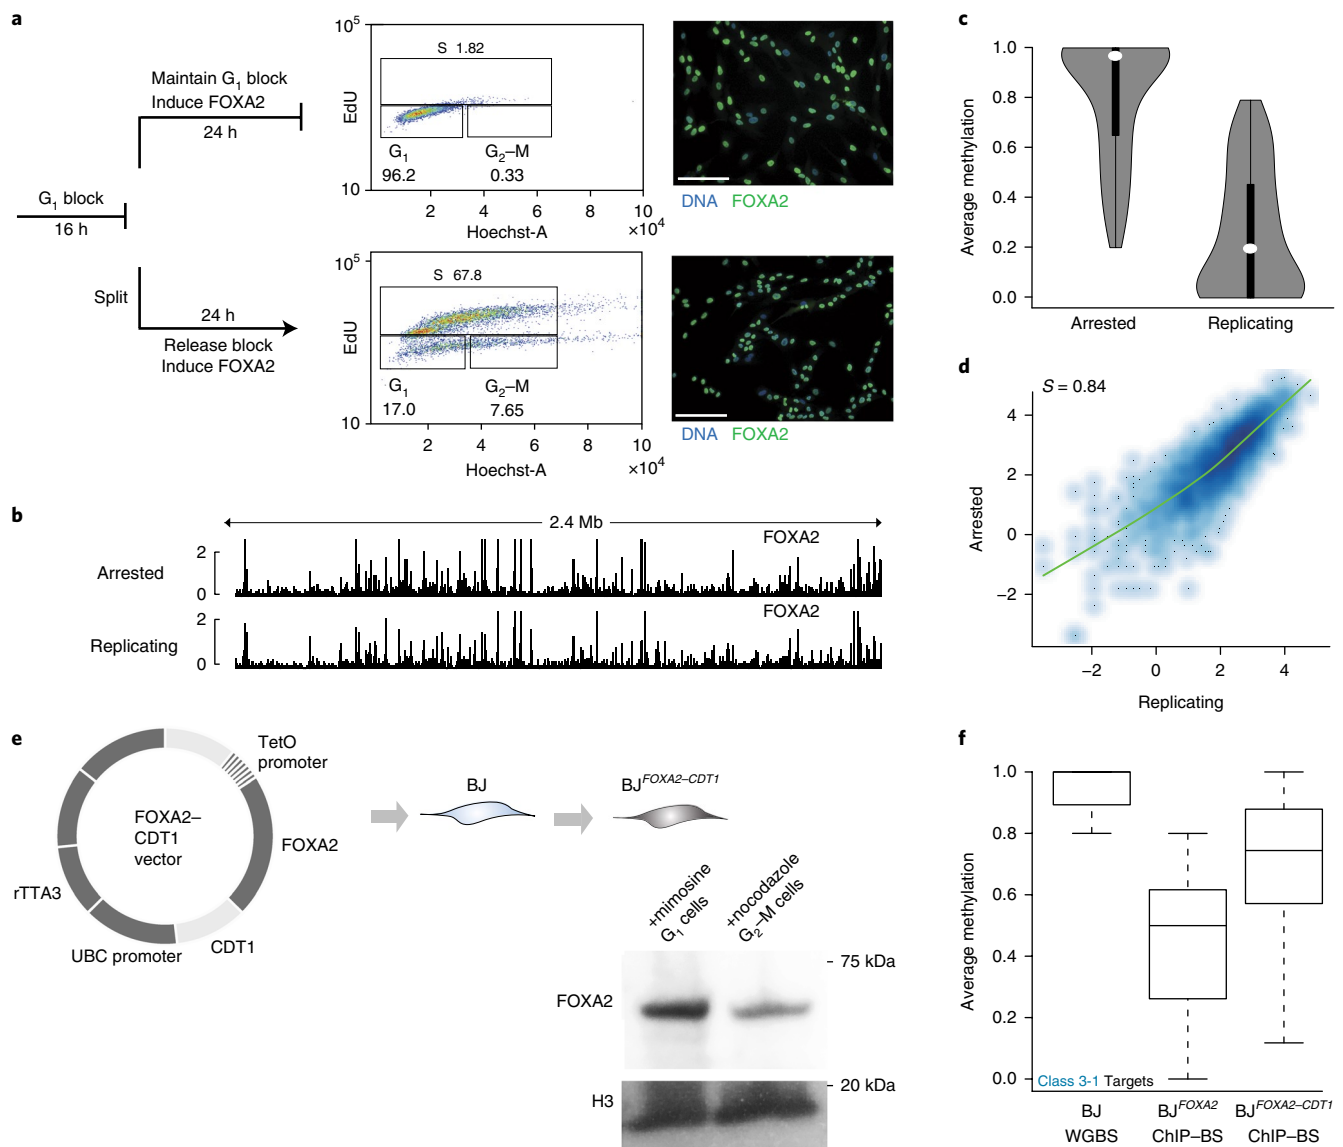 a
Maintain G1 block
Induce FOXA2
24 h
G1 block
16 h
Split
24 h
Release block
Induce FOXA2
10^5
EdU
10
S 1.82
G1
96.2
G2–M
0.33
2 4 6 8 10
×10^4
Hoechst-A
DNA FOXA2
10^5
EdU
10
S 67.8
G1
17.0
G2–M
7.65
2 4 6 8 10
×10^4
Hoechst-A
DNA FOXA2
b
2.4 Mb
FOXA2
Arrested
2
0
FOXA2
Replicating
2
0
c
Average methylation
1.0
0.8
0.6
0.4
0.2
0.0
Arrested Replicating
d
S = 0.84
Arrested
4
2
0
−2
−2 0 2 4
Replicating
e
TetO
promoter
FOXA2–
CDT1
vector
FOXA2
rTTA3
UBC promoter
CDT1
BJ
BJ^FOXA2–CDT1
+mimosine
G1 cells
+nocodazole
G2–M cells
75 kDa
FOXA2
20 kDa
H3
f
Average methylation
1.0
0.8
0.6
0.4
0.2
0.0
Class 3-1 Targets
BJ
WGBS
BJ^FOXA2
ChIP–BS
BJ^FOXA2–CDT1
ChIP–BS